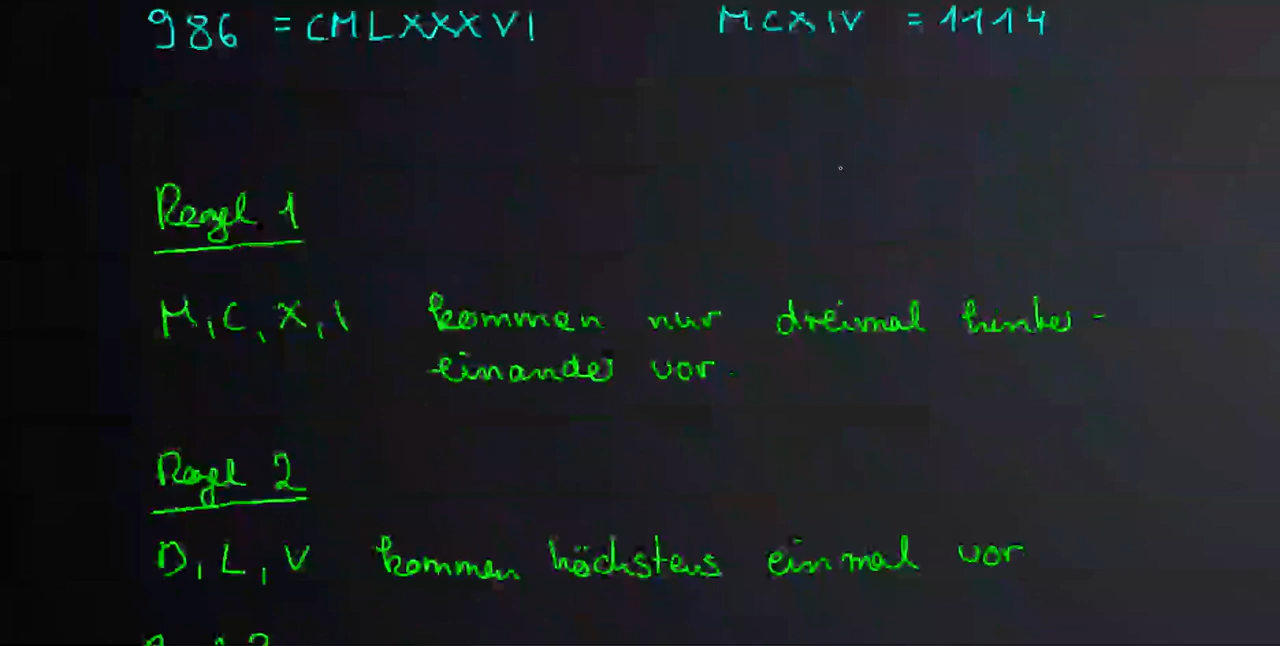 986 = CMLXXXVI MCXIV = 1114
Regel 1
M, C, X, I kommen nur dreimal hinter-
einander vor.
Regel 2
D, L, V kommen höchstens einmal vor